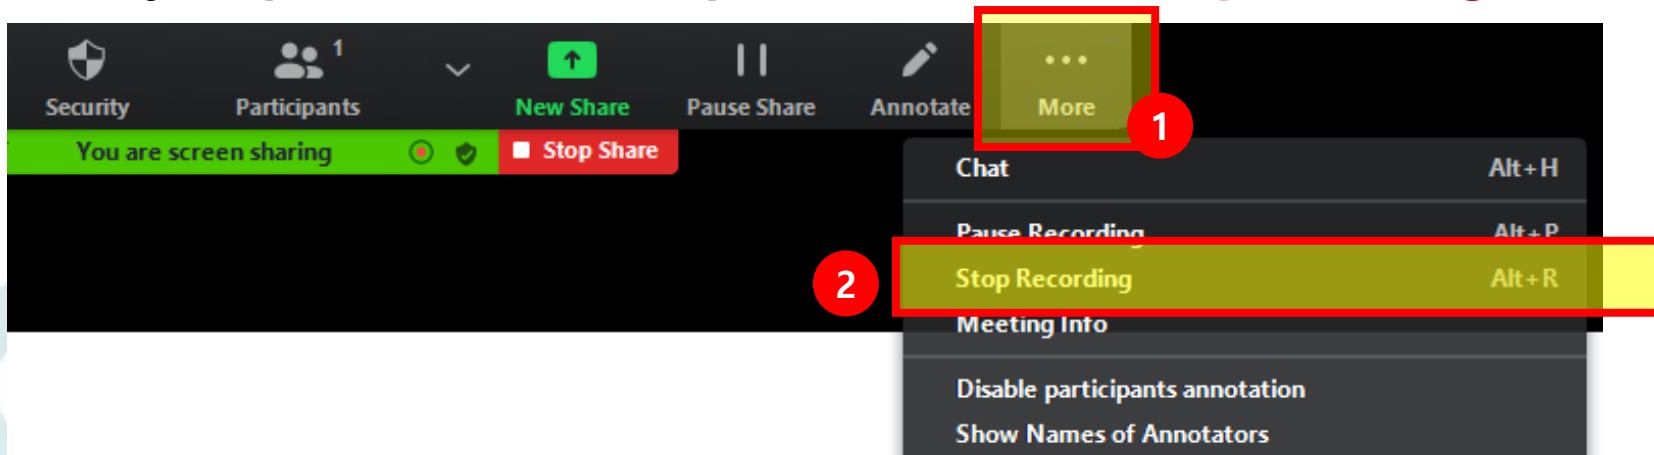 1
Security
Participants
New Share
Pause Share
Annotate
More
1
You are screen sharing
Stop Share
Chat Alt+H
Pause Recording Alt+P
2
Stop Recording Alt+R
Meeting Info
Disable participants annotation
Show Names of Annotators